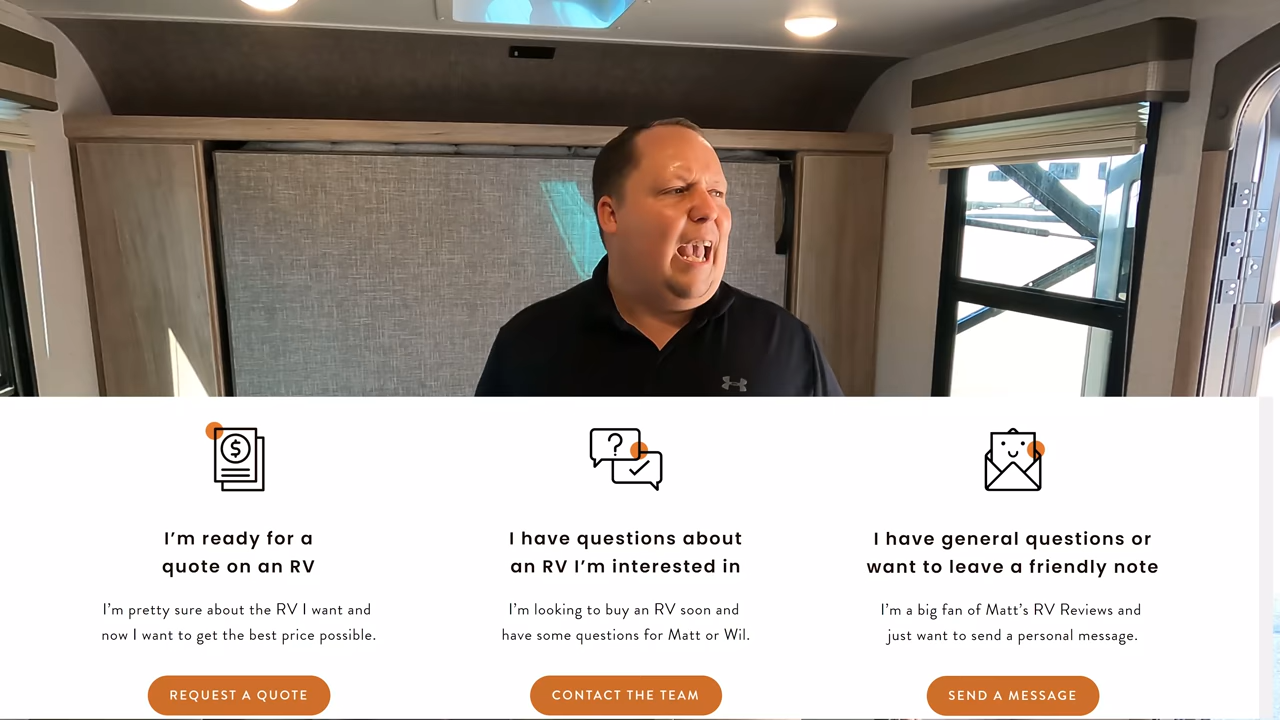 I'm ready for a
quote on an RV
I'm pretty sure about the RV I want and
now I want to get the best price possible.
REQUEST A QUOTE
I have questions about
an RV I'm interested in
I'm looking to buy an RV soon and
have some questions for Matt or Wil.
CONTACT THE TEAM
I have general questions or
want to leave a friendly note
I'm a big fan of Matt's RV Reviews and
just want to send a personal message.
SEND A MESSAGE